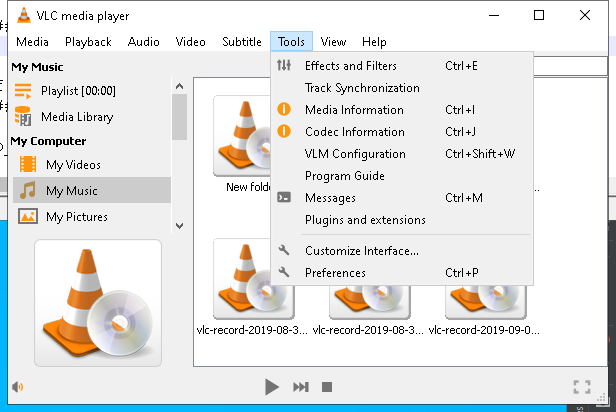 VLC media player
Media Playback Audio Video Subtitle Tools View Help
My Music
Playlist [00:00]
Media Library
My Computer
My Videos
My Music
My Pictures
Effects and Filters Ctrl+E
Track Synchronization
Media Information Ctrl+I
Codec Information Ctrl+J
VLM Configuration Ctrl+Shift+W
Program Guide
Messages Ctrl+M
Plugins and extensions
Customize Interface...
Preferences Ctrl+P
New folde
vlc-record-2019-08-3... vlc-record-2019-08-3... vlc-record-2019-09-0...